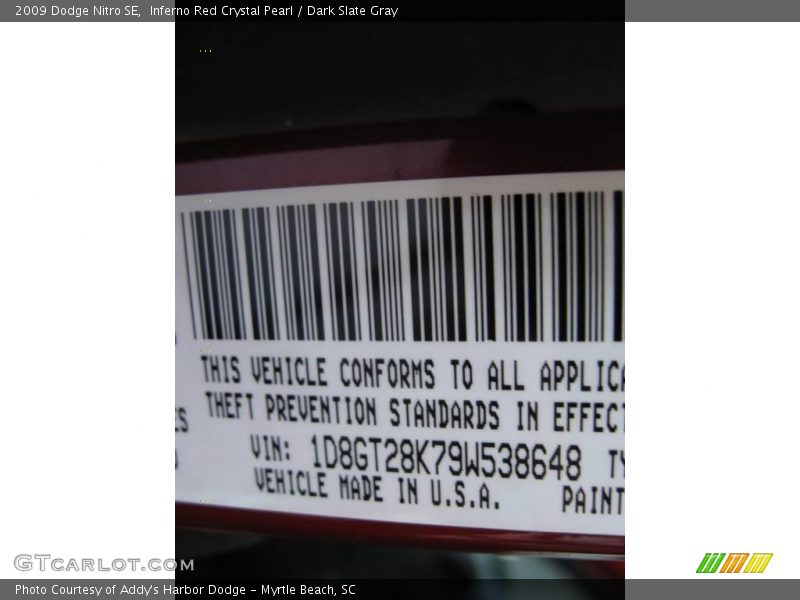 2009 Dodge Nitro SE,  Inferno Red Crystal Pearl / Dark Slate Gray
THIS VEHICLE CONFORMS TO ALL APPLICA
THEFT PREVENTION STANDARDS IN EFFECT
ES
VIN: 1D8GT28K79W538648 TY
VEHICLE MADE IN U.S.A. PAINT
GTcarlot.com
Photo Courtesy of Addy's Harbor Dodge – Myrtle Beach, SC